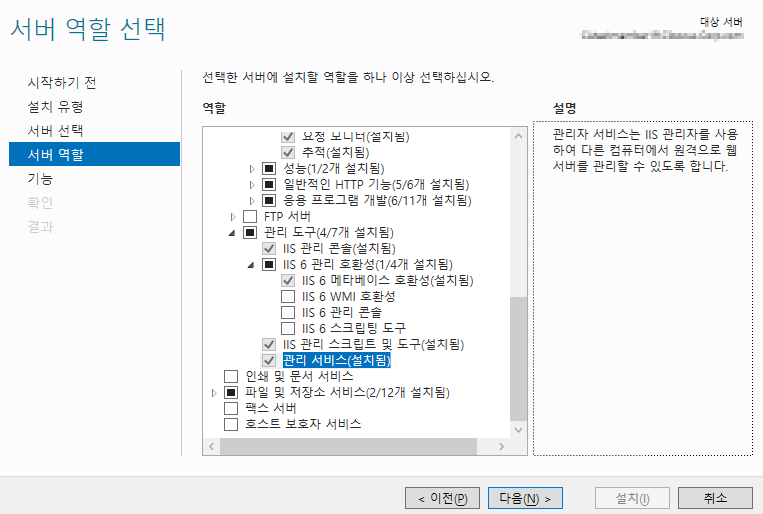 서버 역할 선택
대상 서버
시작하기 전
설치 유형
서버 선택
서버 역할
기능
확인
결과
선택한 서버에 설치할 역할을 하나 이상 선택하십시오.
역할
요청 모니터(설치됨)
추적(설치됨)
성능(1/2개 설치됨)
일반적인 HTTP 기능(5/6개 설치됨)
응용 프로그램 개발(6/11개 설치됨)
FTP 서버
관리 도구(4/7개 설치됨)
IIS 관리 콘솔(설치됨)
IIS 6 관리 호환성(1/4개 설치됨)
IIS 6 메타베이스 호환성(설치됨)
IIS 6 WMI 호환성
IIS 6 관리 콘솔
IIS 6 스크립팅 도구
IIS 관리 스크립트 및 도구(설치됨)
관리 서비스(설치됨)
인쇄 및 문서 서비스
파일 및 저장소 서비스(2/12개 설치됨)
팩스 서버
호스트 보호자 서비스
설명
관리자 서비스는 IIS 관리자를 사용
하여 다른 컴퓨터에서 원격으로 웹
서버를 관리할 수 있도록 합니다.
< 이전(P)
다음(N) >
설치(I)
취소